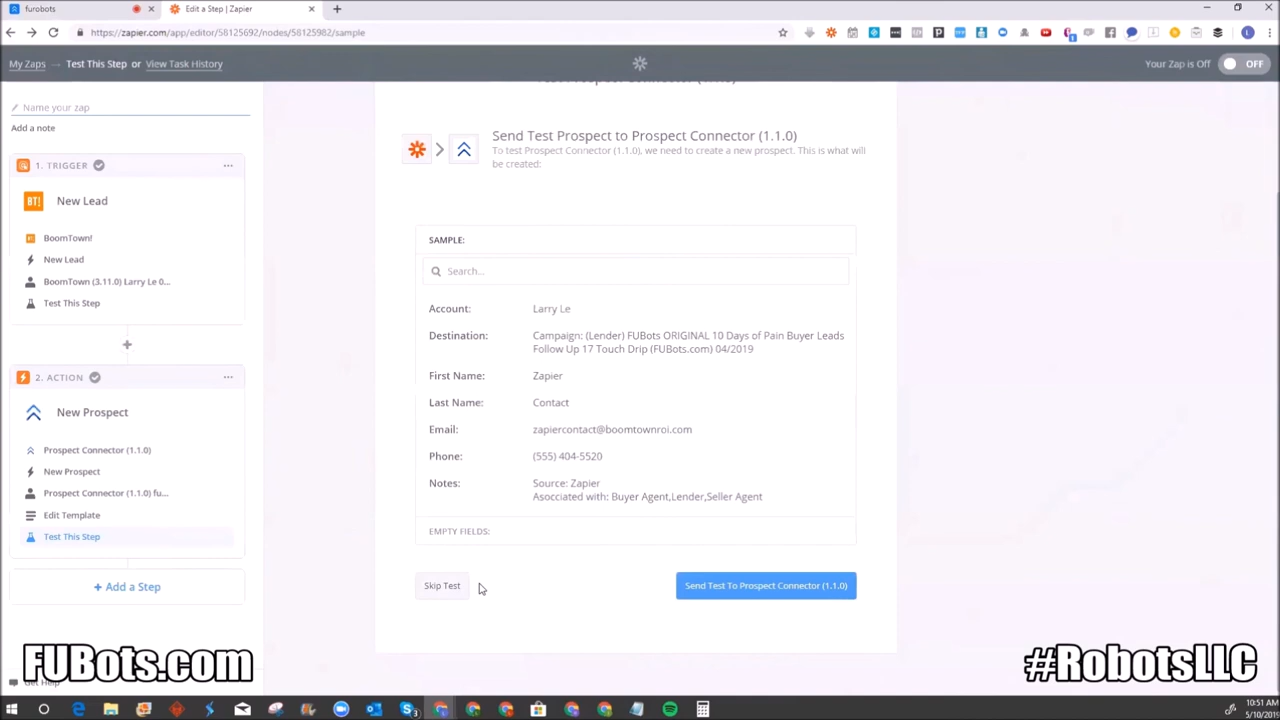 furobots
Edit a Step | Zapier
https://zapier.com/app/editor/58125692/nodes/58125982/sample
My Zaps → Test This Step or View Task History
Your Zap is Off OFF
Name your zap
Add a note
1. TRIGGER
BT! New Lead
BoomTown!
New Lead
BoomTown (3.11.0) Larry Le 0...
Test This Step
2. ACTION
New Prospect
Prospect Connector (1.1.0)
New Prospect
Prospect Connector (1.1.0) fu...
Edit Template
Test This Step
+ Add a Step
Send Test Prospect to Prospect Connector (1.1.0)
To test Prospect Connector (1.1.0), we need to create a new prospect. This is what will
be created:
SAMPLE:
Search...
Account: Larry Le
Destination: Campaign: (Lender) FUBots ORIGINAL 10 Days of Pain Buyer Leads
Follow Up 17 Touch Drip (FUBots.com) 04/2019
First Name: Zapier
Last Name: Contact
Email: zapiercontact@boomtownroi.com
Phone: (555) 404-5520
Notes: Source: Zapier
Asocciated with: Buyer Agent,Lender,Seller Agent
EMPTY FIELDS:
Skip Test
Send Test To Prospect Connector (1.1.0)
FUBots.com
#RobotsLLC
Get Help
10:51 AM
5/10/2019